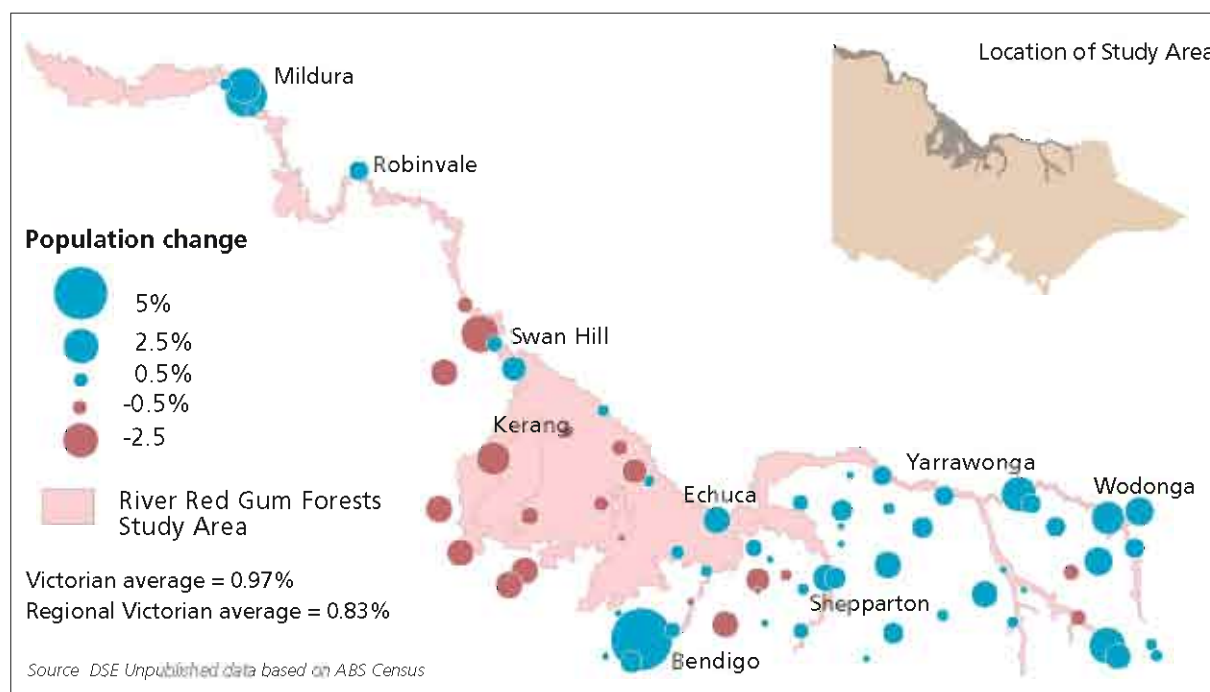 Location of Study Area
Mildura
Robinvale
Population change
5%
2.5%
0.5%
-0.5%
-2.5
River Red Gum Forests
Study Area
Victorian average = 0.97%
Regional Victorian average = 0.83%
Source DSE Unpublished data based on ABS Census
Swan Hill
Kerang
Echuca
Yarrawonga
Wodonga
Shepparton
Bendigo